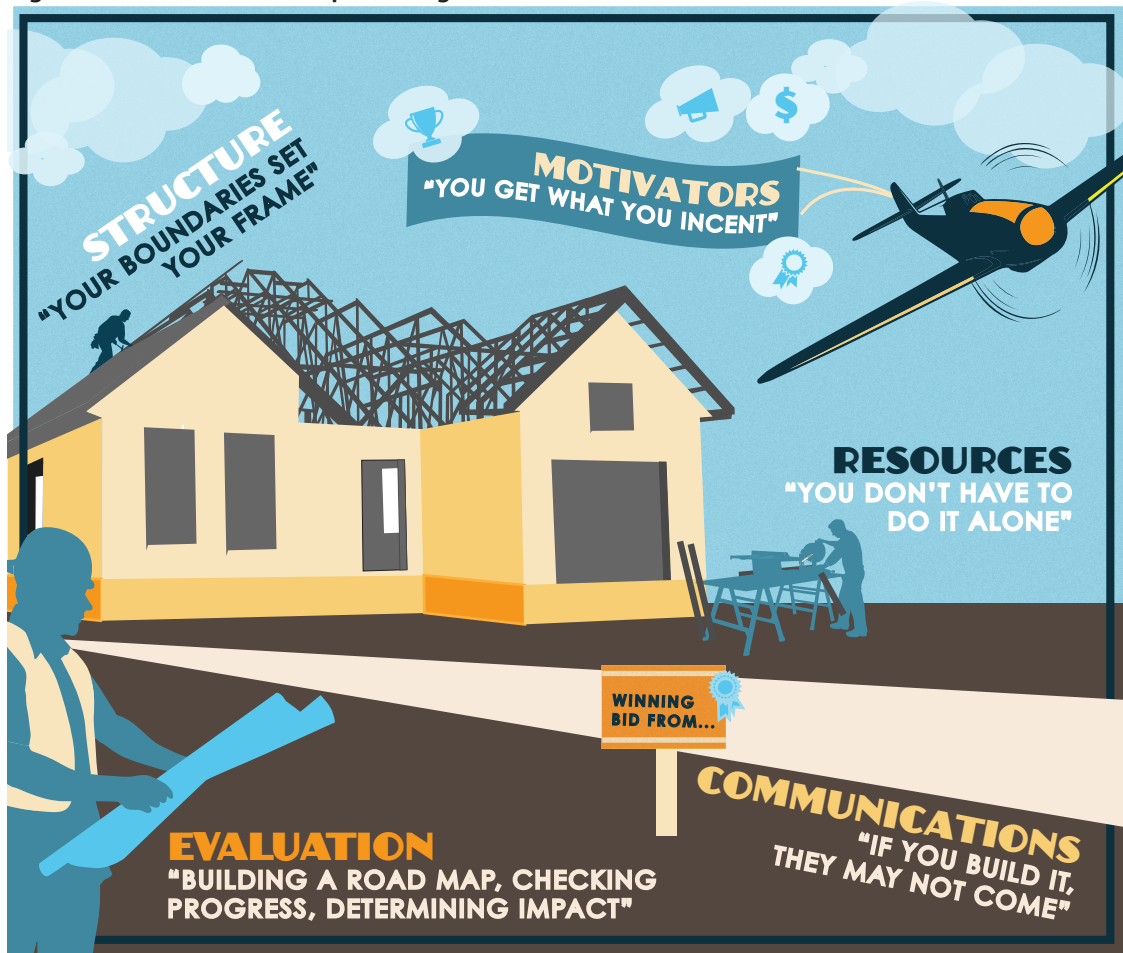 STRUCTURE
"YOUR BOUNDARIES SET
YOUR FRAME"
$
MOTIVATORS
"YOU GET WHAT YOU INCENT"
RESOURCES
"YOU DON'T HAVE TO
DO IT ALONE"
WINNING
BID FROM...
COMMUNICATIONS
"IF YOU BUILD IT,
THEY MAY NOT COME"
EVALUATION
"BUILDING A ROAD MAP, CHECKING
PROGRESS, DETERMINING IMPACT"